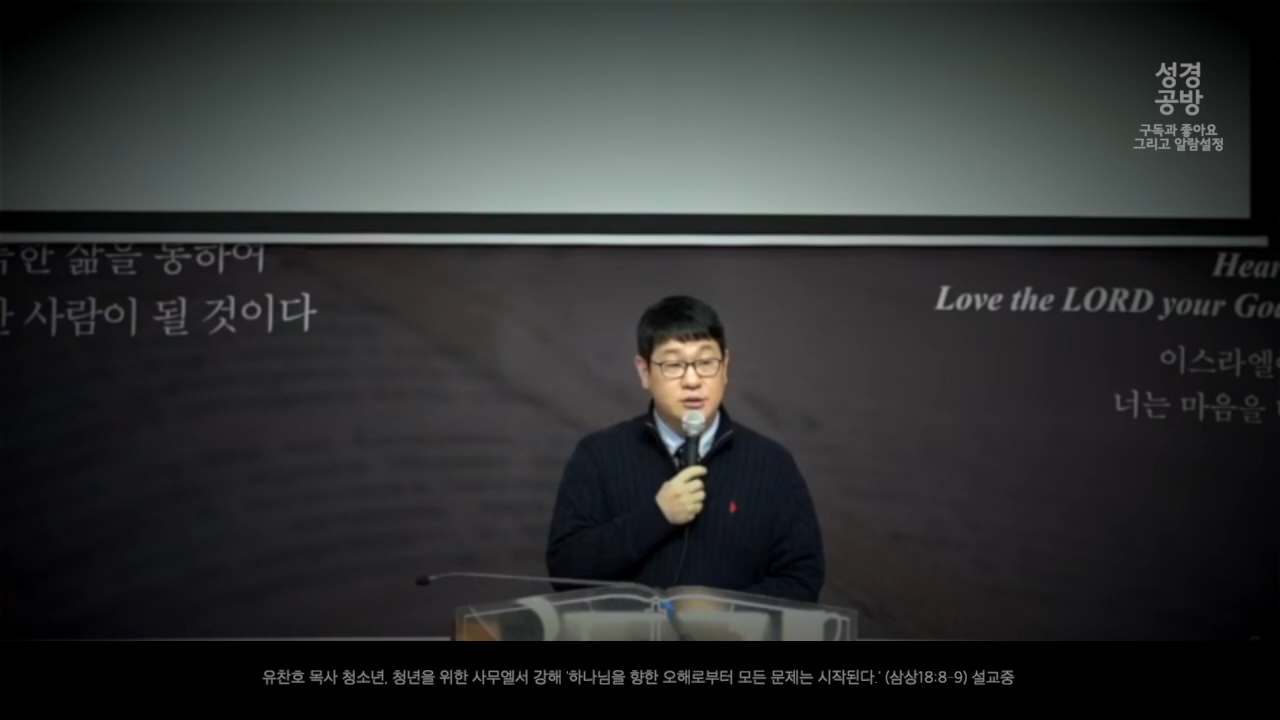 성경
공방
구독과 좋아요
그리고 알람설정
한 삶을 통하여
사람이 될 것이다
Hear
Love the LORD your God
이스라엘
너는 마음을
유찬호 목사 청소년, 청년을 위한 사무엘서 강해 '하나님을 향한 오해로부터 모든 문제는 시작된다.' (삼상18:8-9) 설교중